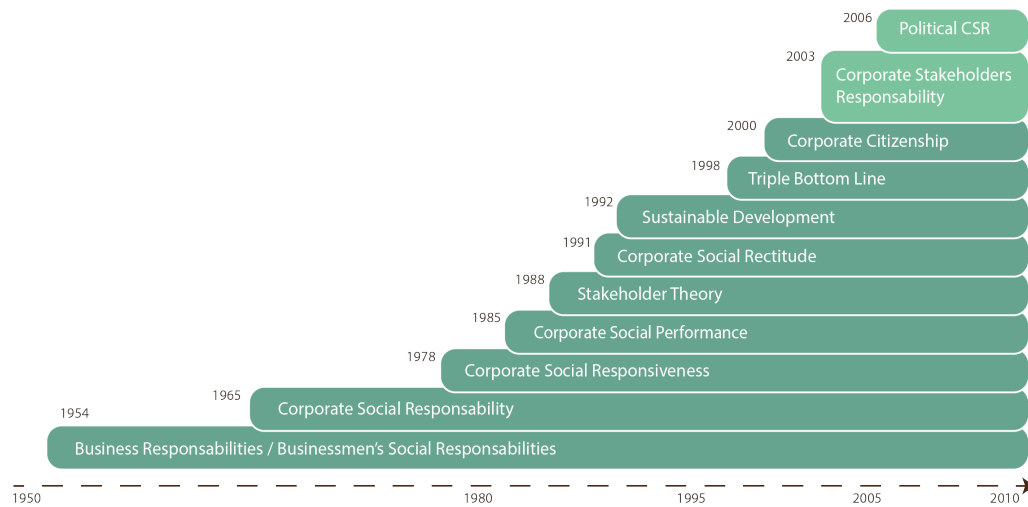 2006
Political CSR
2003
Corporate Stakeholders
Responsability
2000
Corporate Citizenship
1998
Triple Bottom Line
1992
Sustainable Development
1991
Corporate Social Rectitude
1988
Stakeholder Theory
1985
Corporate Social Performance
1978
Corporate Social Responsiveness
1965
Corporate Social Responsability
1954
Business Responsabilities / Businessmen's Social Responsabilities
1950 1980 1995 2005 2010